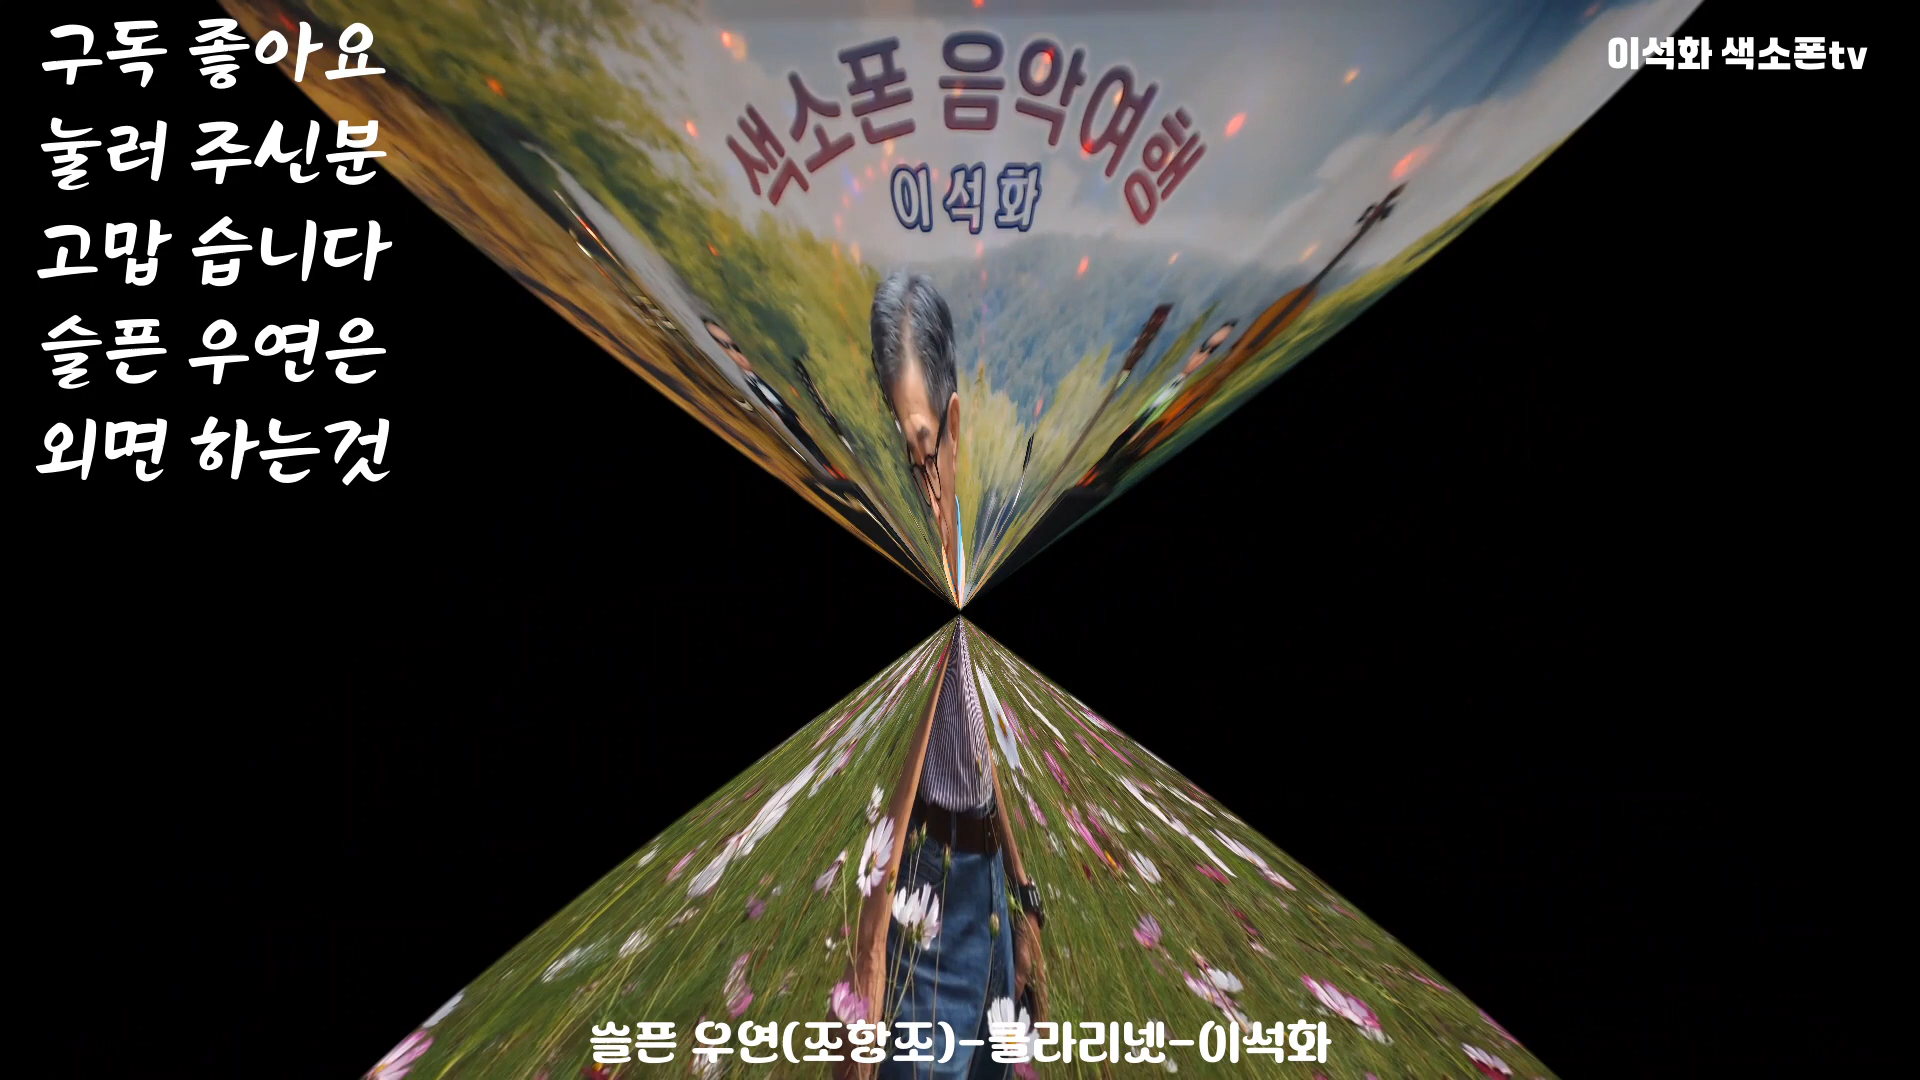 구독 좋아요
눌러 주신분
고맙 습니다
슬픈 우연은
외면 하는것
이석화 색소폰tv
색소폰 음악여행
이석화
슬픈 우연(조항조)-클라리넷-이석화